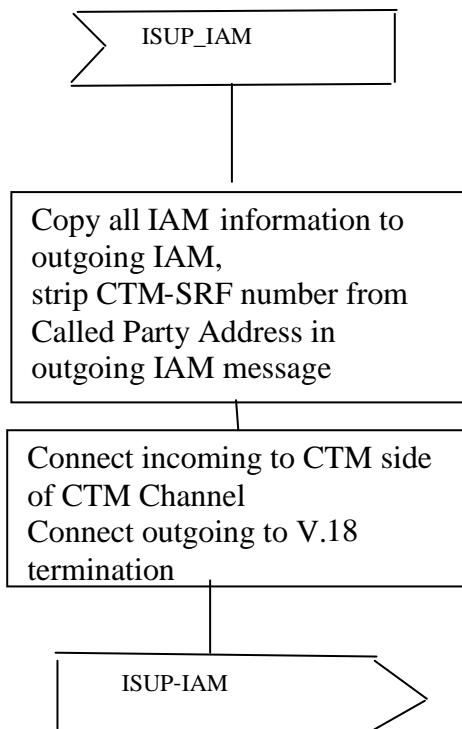 ISUP_IAM
Copy all IAM information to
outgoing IAM,
strip CTM-SRF number from
Called Party Address in
outgoing IAM message
Connect incoming to CTM side
of CTM Channel
Connect outgoing to V.18
termination
ISUP-IAM